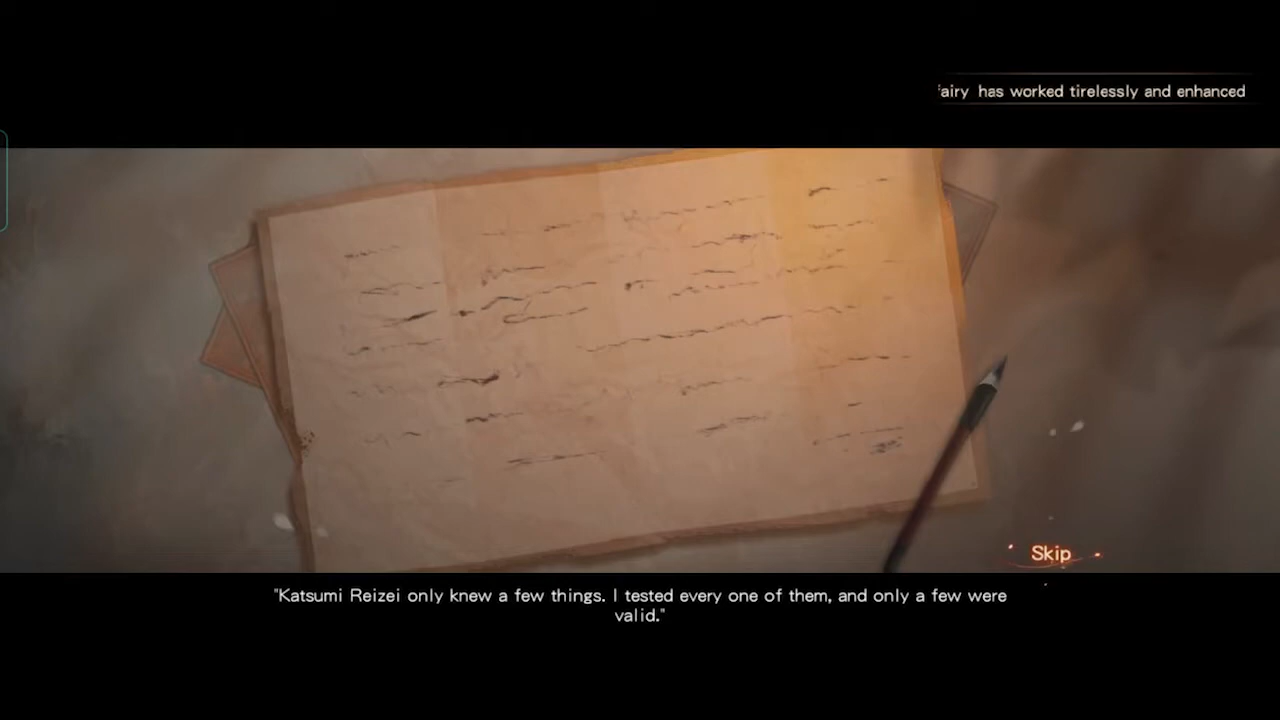 airy has worked tirelessly and enhanced
Skip
"Katsumi Reizei only knew a few things. I tested every one of them, and only a few were
valid."